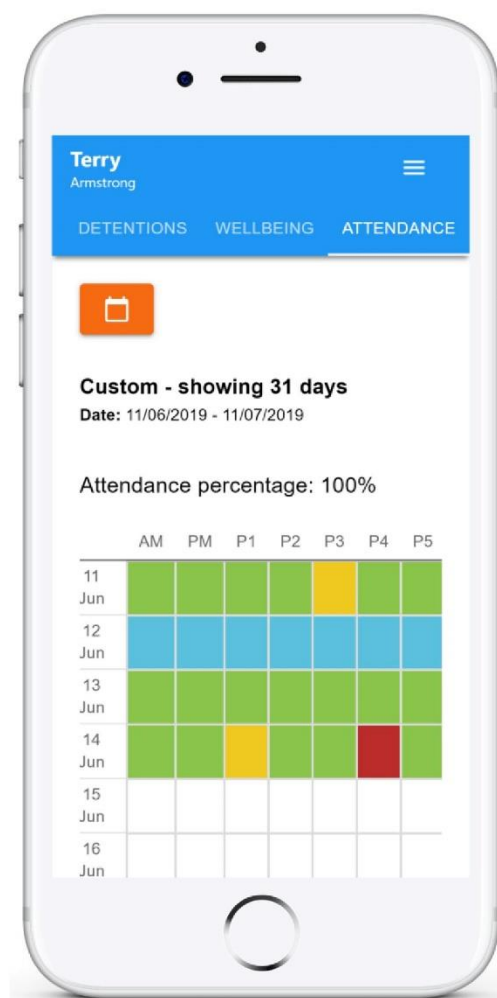 Terry
Armstrong
DETENTIONS WELLBEING ATTENDANCE
Custom - showing 31 days
Date: 11/06/2019 - 11/07/2019
Attendance percentage: 100%
AM PM P1 P2 P3 P4 P5
11
Jun
12
Jun
13
Jun
14
Jun
15
Jun
16
Jun